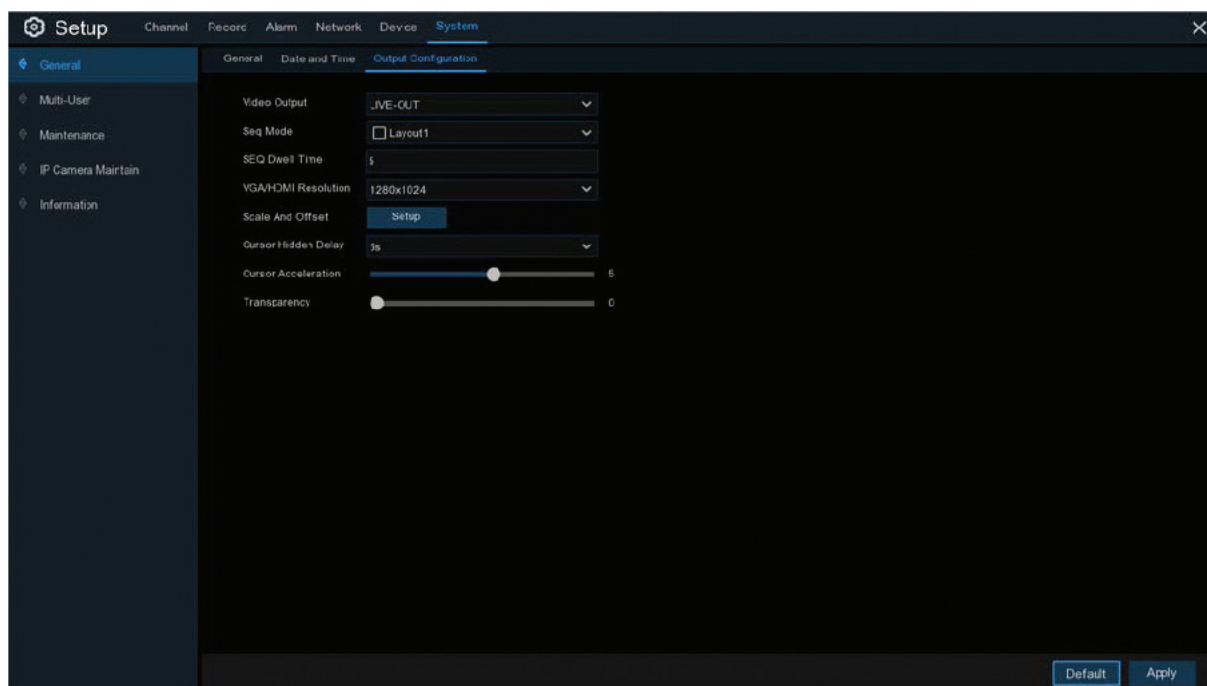 Setup Channel Record Alarm Network Device System
General Date and Time Output Configuration
General
Multi-User
Maintenance
IP Camera Maintain
Information
Video Output LIVE-OUT
Seq Mode Layout1
SEQ Dwell Time 5
VGA/HDMI Resolution 1280x1024
Scale And Offset Setup
Cursor Hidden Delay
Cursor Acceleration
Transparency 0
Default Apply